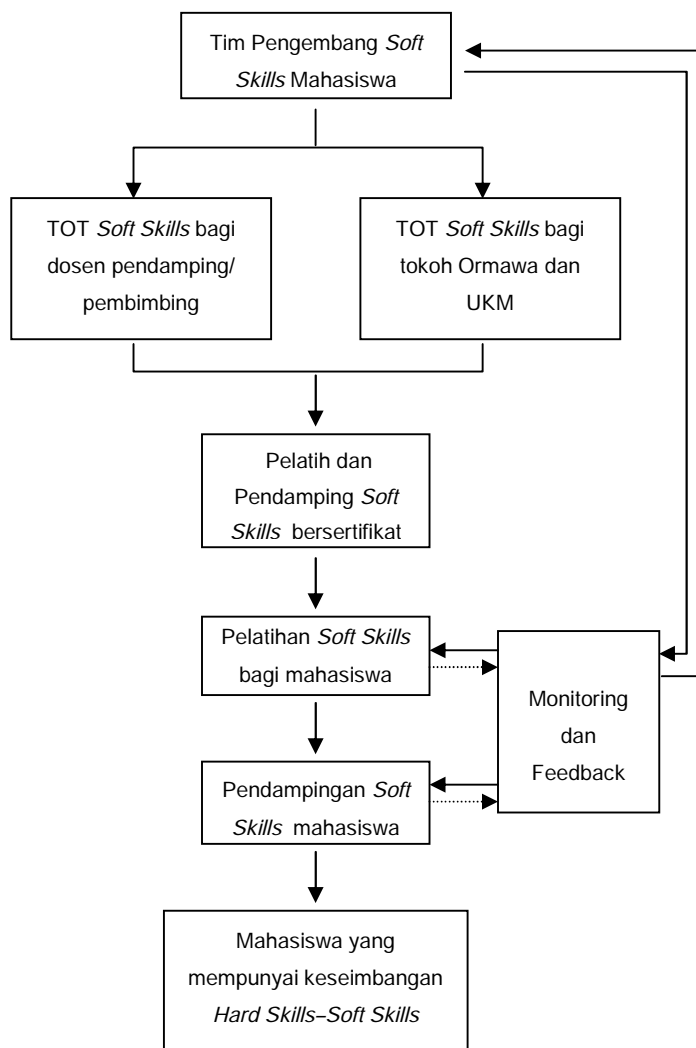 Tim Pengembang Soft
Skills Mahasiswa
TOT Soft Skills bagi
dosen pendamping/
pembimbing
TOT Soft Skills bagi
tokoh Ormawa dan
UKM
Pelatih dan
Pendamping Soft
Skills bersertifikat
Pelatihan Soft Skills
bagi mahasiswa
Monitoring
dan
Feedback
Pendampingan Soft
Skills mahasiswa
Mahasiswa yang
mempunyai keseimbangan
Hard Skills–Soft Skills